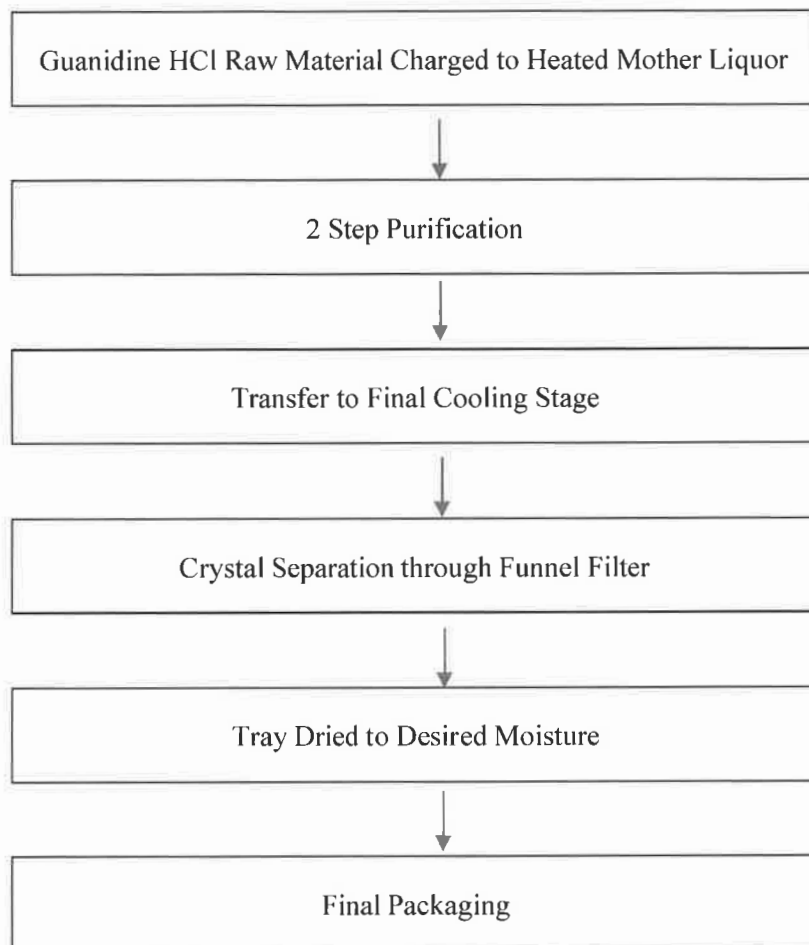 Guanidine HCl Raw Material Charged to Heated Mother Liquor
2 Step Purification
Transfer to Final Cooling Stage
Crystal Separation through Funnel Filter
Tray Dried to Desired Moisture
Final Packaging